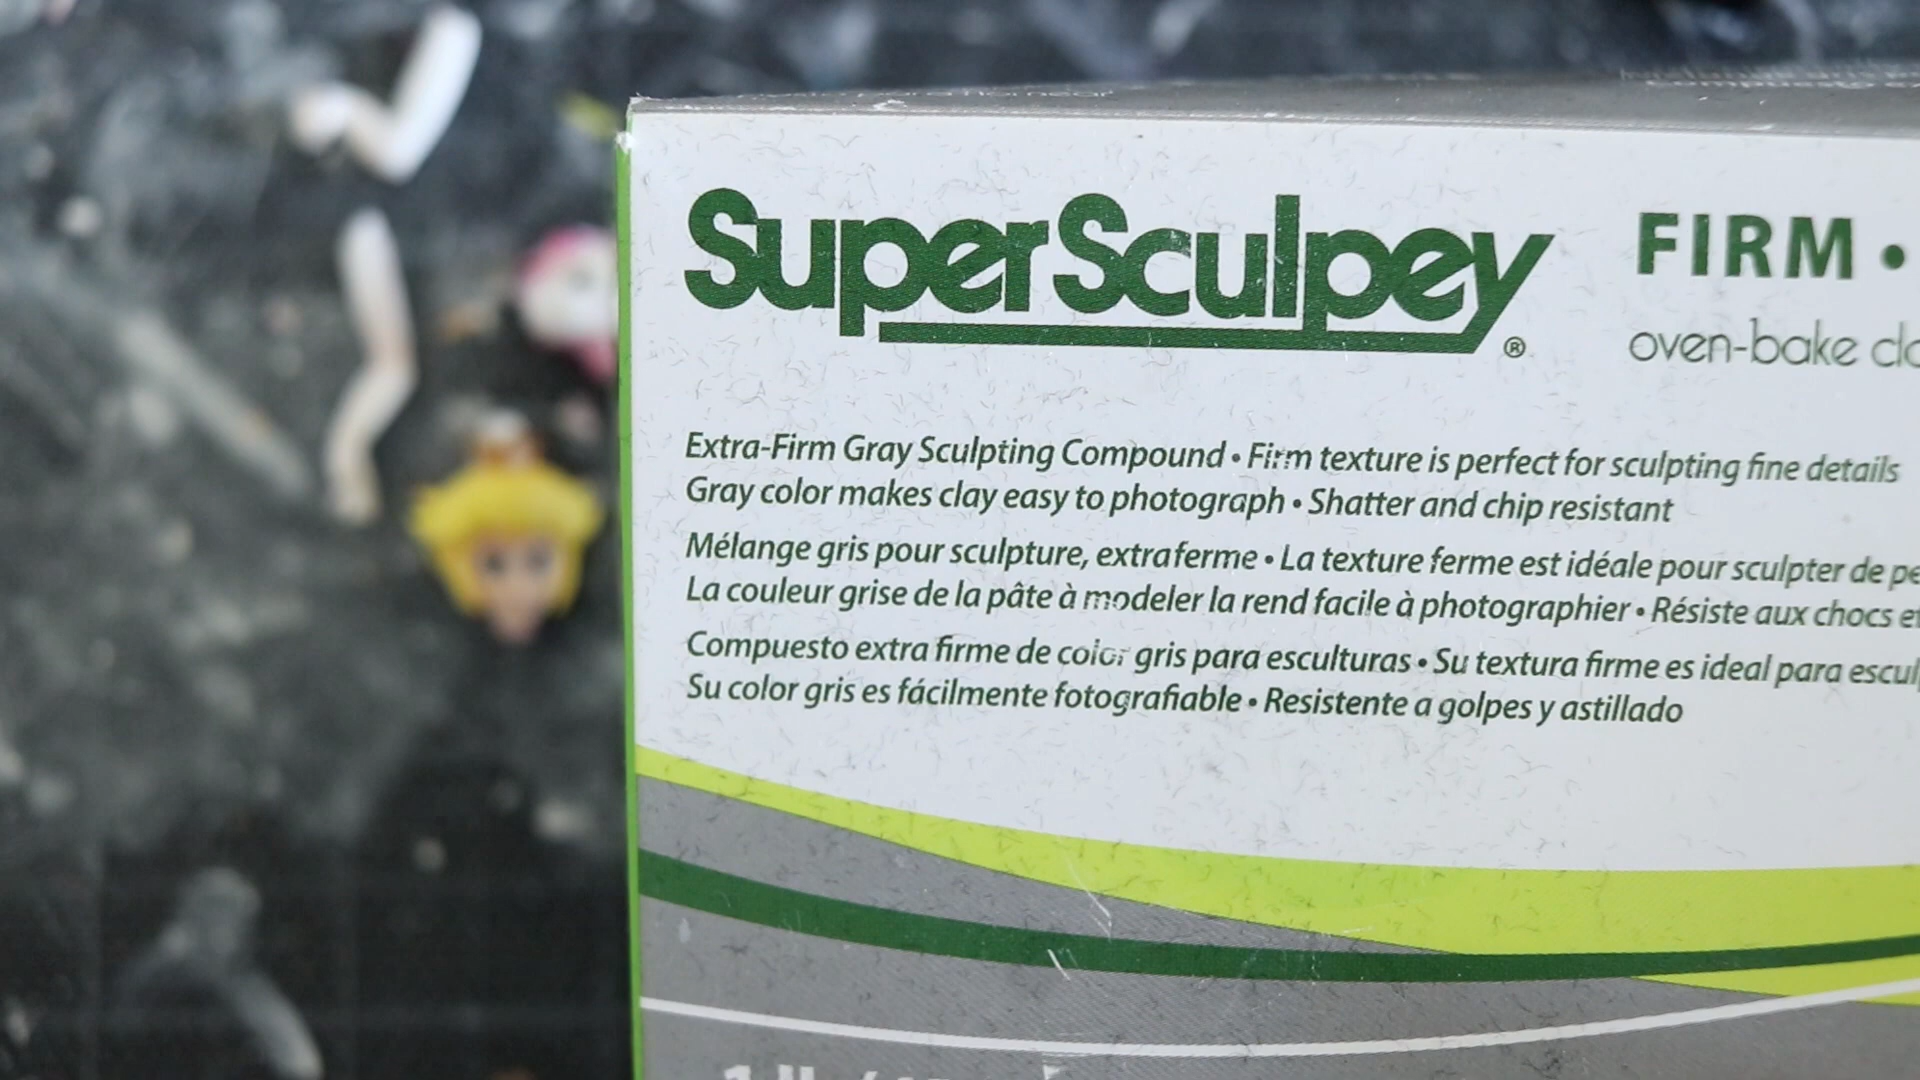 SuperSculpey®
FIRM •
oven-bake
Extra-Firm Gray Sculpting Compound • Firm texture is perfect for sculpting fine details
Gray color makes clay easy to photograph • Shatter and chip resistant
Mélange gris pour sculpture, extraferme • La texture ferme est idéale pour sculpter de
La couleur grise de la pâte à modeler la rend facile à photographier • Résiste aux chocs
Compuesto extra firme de color gris para esculturas • Su textura firme es ideal para
Su color gris es fácilmente fotografiable • Resistente a golpes y astillado